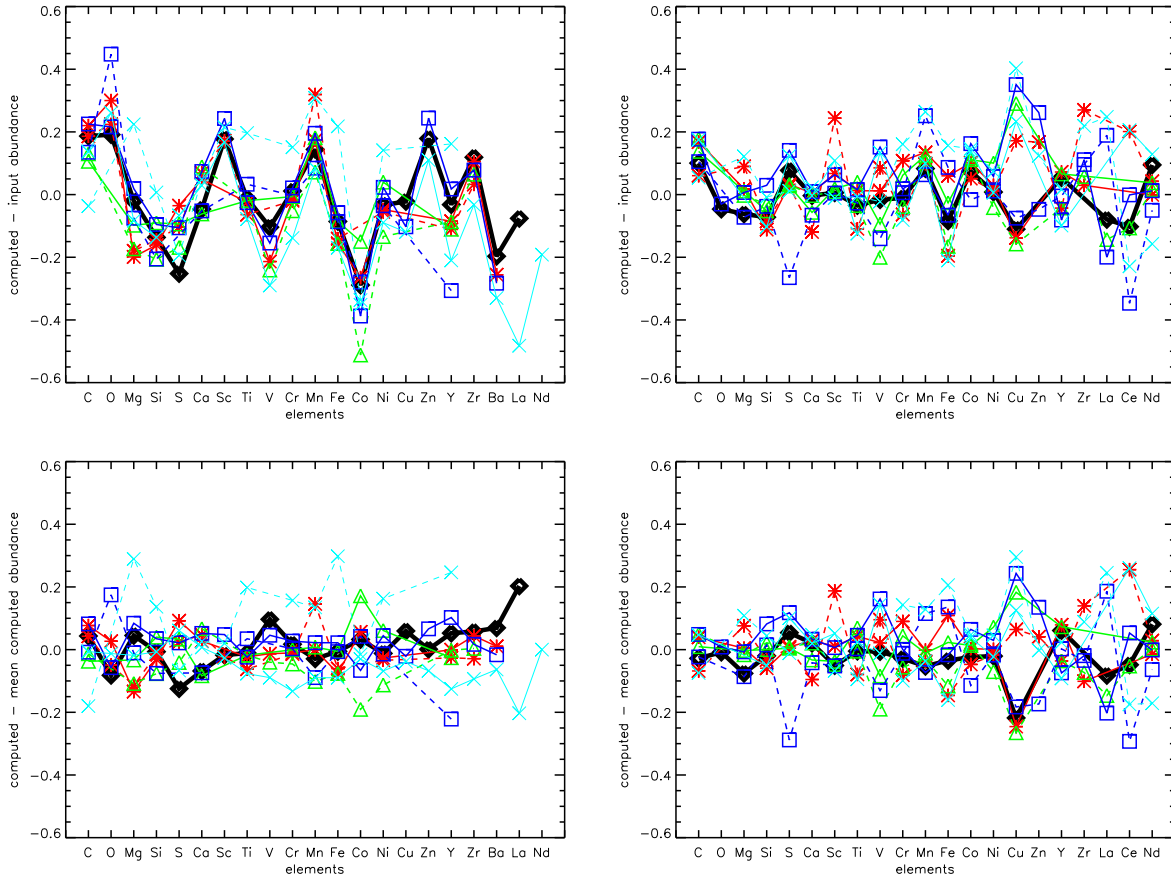 0.6
0.4
0.2
0.0
−0.2
−0.4
−0.6
computed − input abundance
C O Mg Si S Ca Sc Ti V Cr Mn Fe Co Ni Cu Zn Y Zr Ba La Nd
elements
0.6
0.4
0.2
0.0
−0.2
−0.4
−0.6
computed − input abundance
C O Mg Si S Ca Sc Ti V Cr Mn Fe Co Ni Cu Zn Y Zr La Ce Nd
elements
0.6
0.4
0.2
0.0
−0.2
−0.4
−0.6
computed − mean computed abundance
C O Mg Si S Ca Sc Ti V Cr Mn Fe Co Ni Cu Zn Y Zr Ba La Nd
elements
0.6
0.4
0.2
0.0
−0.2
−0.4
−0.6
computed − mean computed abundance
C O Mg Si S Ca Sc Ti V Cr Mn Fe Co Ni Cu Zn Y Zr La Ce Nd
elements